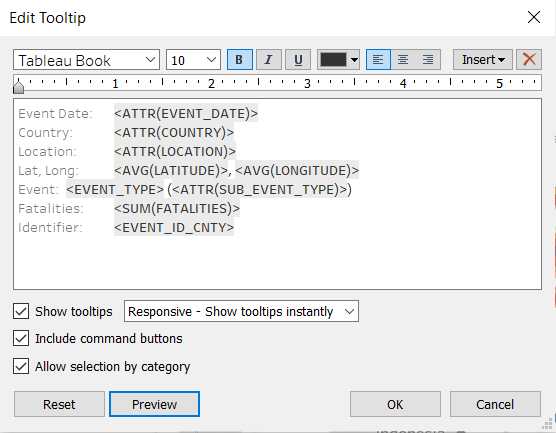 Edit Tooltip
Tableau Book 10 B I U Insert
1 2 3 4 5
Event Date: <ATTR(EVENT_DATE)>
Country: <ATTR(COUNTRY)>
Location: <ATTR(LOCATION)>
Lat, Long: <AVG(LATITUDE)>, <AVG(LONGITUDE)>
Event: <EVENT_TYPE> (<ATTR(SUB_EVENT_TYPE)>)
Fatalities: <SUM(FATALITIES)>
Identifier: <EVENT_ID_CNTY>
Show tooltips Responsive - Show tooltips instantly
Include command buttons
Allow selection by category
Reset Preview OK Cancel